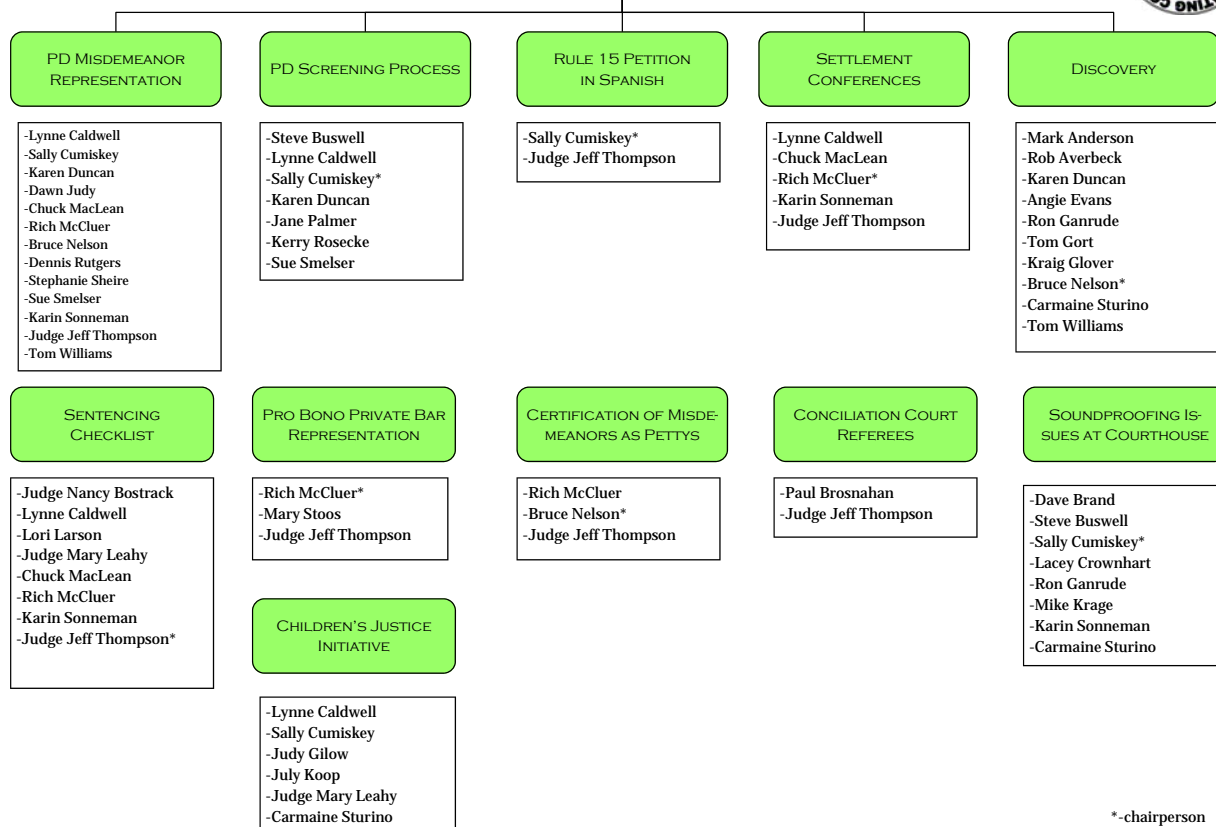 TING CO
PD MISDEMEANOR
REPRESENTATION
-Lynne Caldwell
-Sally Cumiskey
-Karen Duncan
-Dawn Judy
-Chuck MacLean
-Rich McCluer
-Bruce Nelson
-Dennis Rutgers
-Stephanie Sheire
-Sue Smelser
-Karin Sonneman
-Judge Jeff Thompson
-Tom Williams
PD SCREENING PROCESS
-Steve Buswell
-Lynne Caldwell
-Sally Cumiskey*
-Karen Duncan
-Jane Palmer
-Kerry Rosecke
-Sue Smelser
RULE 15 PETITION
IN SPANISH
-Sally Cumiskey*
-Judge Jeff Thompson
SETTLEMENT
CONFERENCES
-Lynne Caldwell
-Chuck MacLean
-Rich McCluer*
-Karin Sonneman
-Judge Jeff Thompson
DISCOVERY
-Mark Anderson
-Rob Averbeck
-Karen Duncan
-Angie Evans
-Ron Ganrude
-Tom Gort
-Kraig Glover
-Bruce Nelson*
-Carmaine Sturino
-Tom Williams
SENTENCING
CHECKLIST
-Judge Nancy Bostrack
-Lynne Caldwell
-Lori Larson
-Judge Mary Leahy
-Chuck MacLean
-Rich McCluer
-Karin Sonneman
-Judge Jeff Thompson*
PRO BONO PRIVATE BAR
REPRESENTATION
-Rich McCluer*
-Mary Stoos
-Judge Jeff Thompson
CERTIFICATION OF MISDE-
MEANORS AS PETTYS
-Rich McCluer
-Bruce Nelson*
-Judge Jeff Thompson
CONCILIATION COURT
REFEREES
-Paul Brosnahan
-Judge Jeff Thompson
SOUNDPROOFING IS-
SUES AT COURTHOUSE
-Dave Brand
-Steve Buswell
-Sally Cumiskey*
-Lacey Crownhart
-Ron Ganrude
-Mike Krage
-Karin Sonneman
-Carmaine Sturino
CHILDREN'S JUSTICE
INITIATIVE
-Lynne Caldwell
-Sally Cumiskey
-Judy Gilow
-July Koop
-Judge Mary Leahy
-Carmaine Sturino
*-chairperson